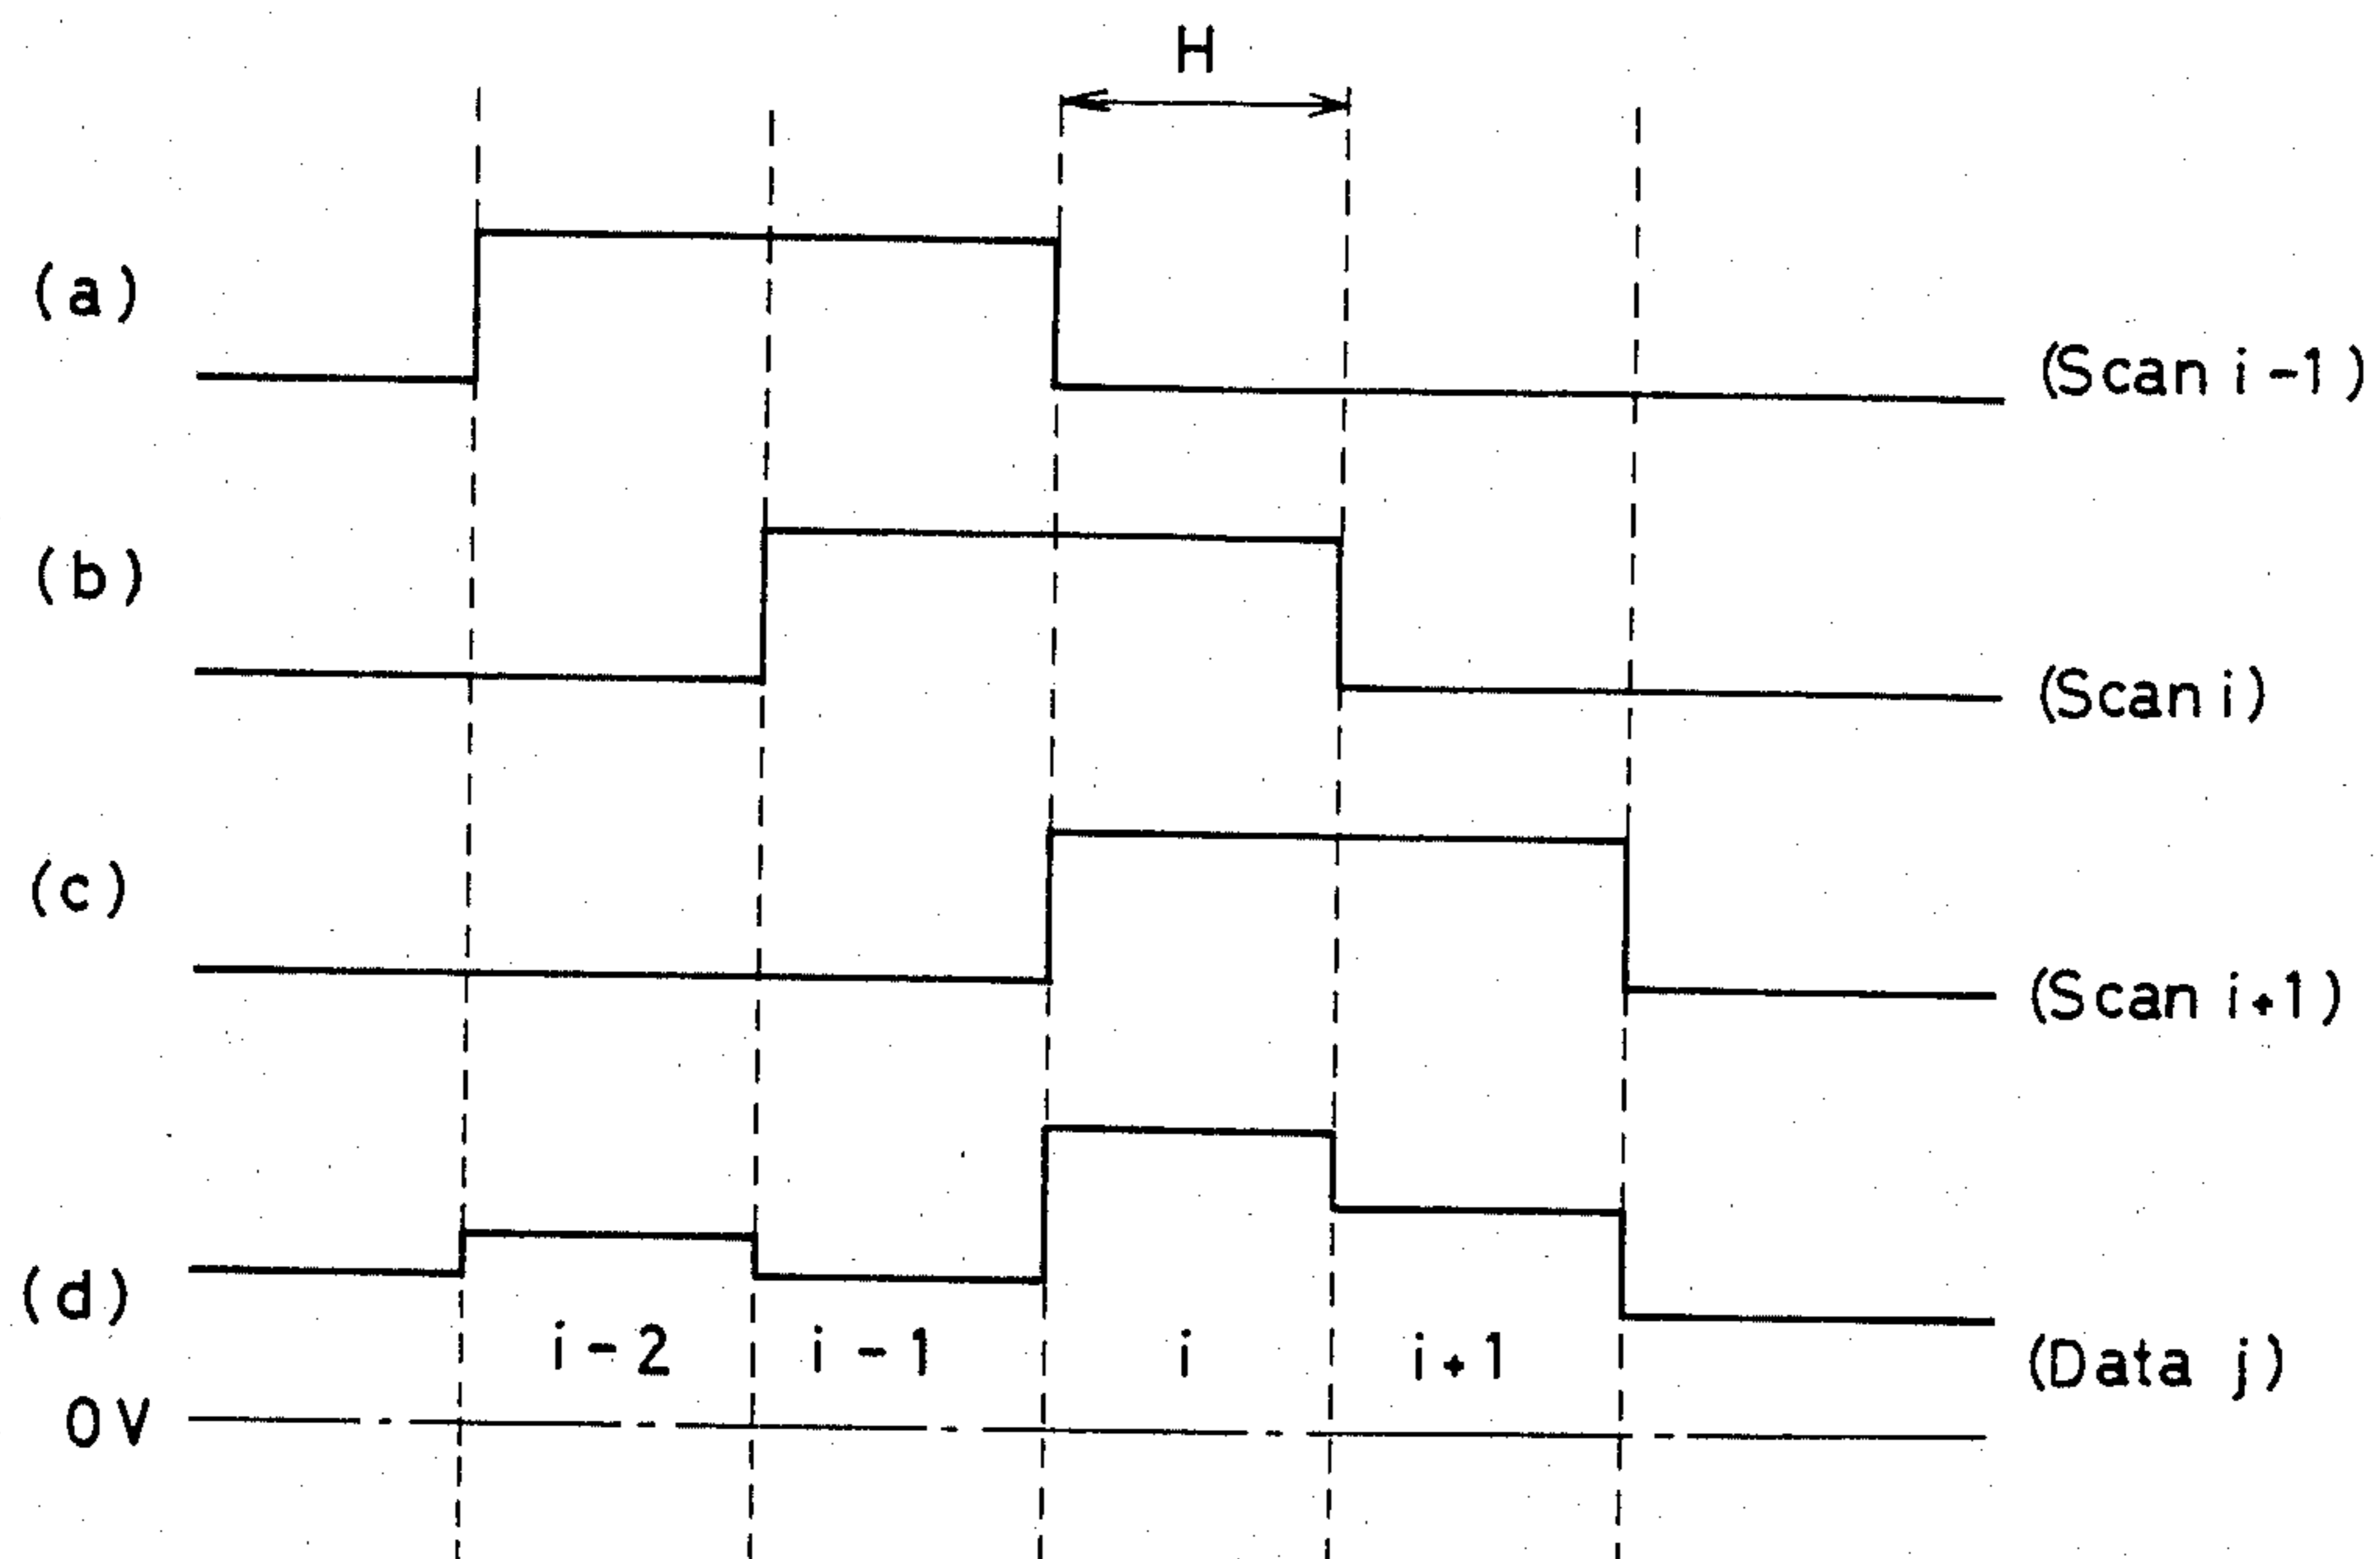 H
(a)
(Scan i-1)
(b)
(Scan i)
(c)
(Scan i+1)
(d)
i-2 i-1 i i+1
(Data j)
0V